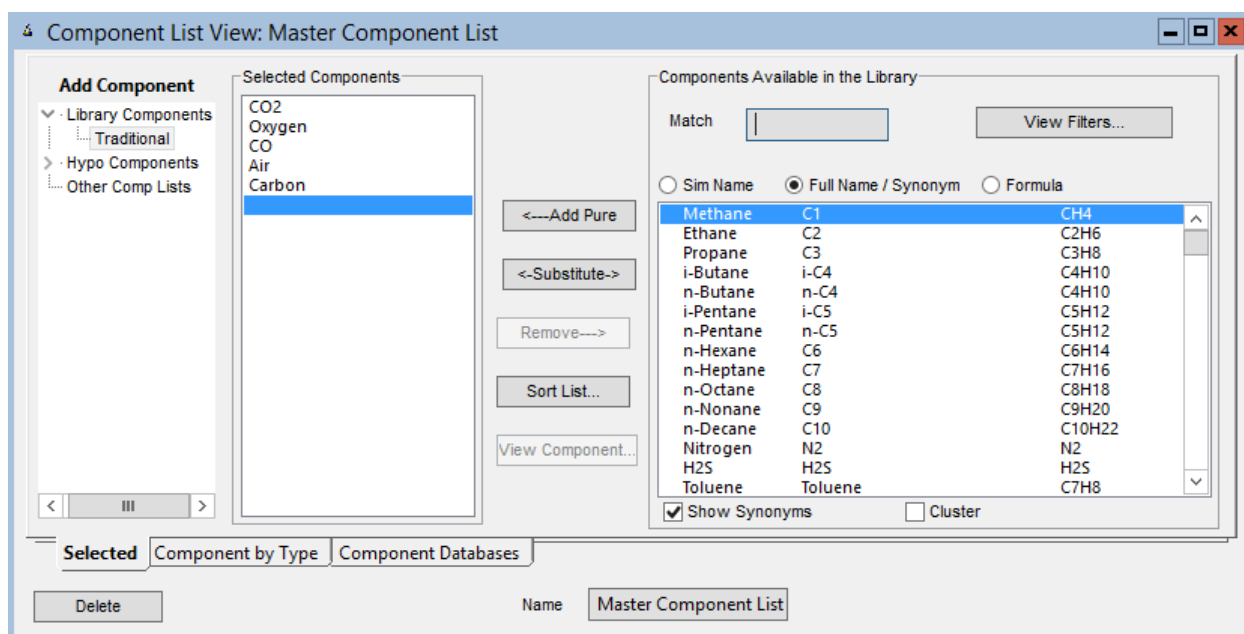 Component List View: Master Component List
Add Component
Library Components
Traditional
Hypo Components
Other Comp Lists
Selected Components
CO2
Oxygen
CO
Air
Carbon
<---Add Pure
<-Substitute->
Remove--->
Sort List...
View Component...
Components Available in the Library
Match
View Filters...
Sim Name Full Name / Synonym Formula
Methane C1 CH4
Ethane C2 C2H6
Propane C3 C3H8
i-Butane i-C4 C4H10
n-Butane n-C4 C4H10
i-Pentane i-C5 C5H12
n-Pentane n-C5 C5H12
n-Hexane C6 C6H14
n-Heptane C7 C7H16
n-Octane C8 C8H18
n-Nonane C9 C9H20
n-Decane C10 C10H22
Nitrogen N2 N2
H2S H2S H2S
Toluene Toluene C7H8
Show Synonyms Cluster
Selected Component by Type Component Databases
Delete Name Master Component List